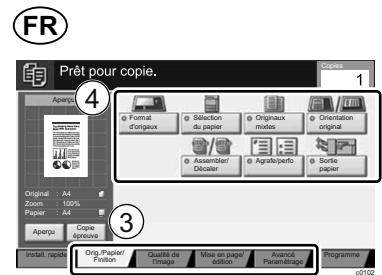 FR
Prêt pour copie.
Copies
1
Aperçu
4
Format
d'origaux
Sélection
du papier
Originaux
mixtes
Orientation
original
Assembler/
Décaler
Agrafe/perfo
Sortie
papier
Original : A4
Zoom : 100%
Papier : A4
Aperçu
Copie
épreuve
3
Install. rapide
Orig./Papier/
Finition
Qualité de
l'image
Mise en page/
édition
Avancé
Paramétrage
Programme
c0102